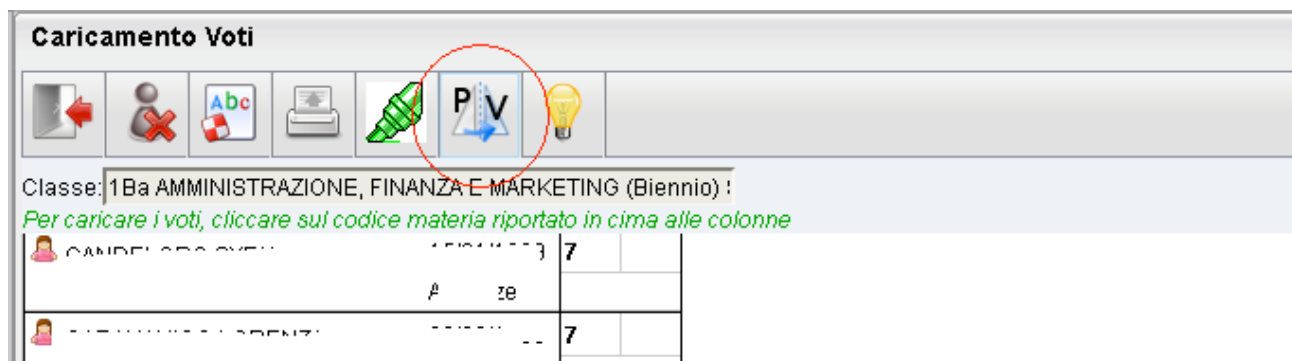 Caricamento Voti
Abc
P V
Classe: 1Ba AMMINISTRAZIONE, FINANZA E MARKETING (Biennio)
Per caricare i voti, cliccare sul codice materia riportato in cima alle colonne
7
7